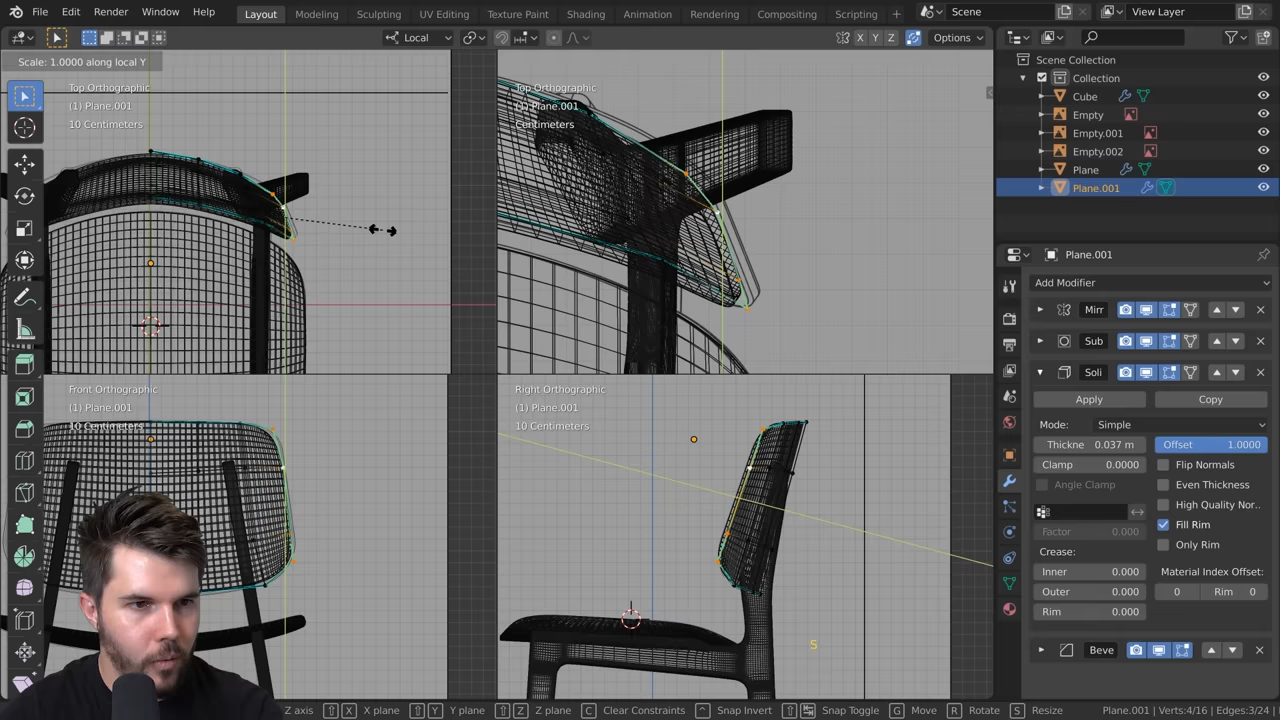 File Edit Render Window Help Layout Modeling Sculpting UV Editing Texture Paint Shading Animation Rendering Compositing Scripting + Scene View Layer
Local X Y Z Options
Scale: 1.0000 along local Y
Top Orthographic
(1) Plane.001
10 Centimeters
Top Orthographic
(1) Plane.001
Centimeters
Front Orthographic
(1) Plane.001
10 Centimeters
Right Orthographic
(1) Plane.001
10 Centimeters
S
Scene Collection
Collection
Cube
Empty
Empty.001
Empty.002
Plane
Plane.001
Plane.001
Add Modifier
Mirr
Sub
Soli
Apply Copy
Mode: Simple
Thickne 0.037 m Offset 1.0000
Clamp 0.0000 Flip Normals
Angle Clamp Even Thickness
High Quality Nor..
Factor 0.000 Fill Rim
Crease: Only Rim
Inner 0.000 Material Index Offset:
Outer 0.000 0 Rim 0
Rim 0.000
Beve
Z axis X plane Y plane Z plane C Clear Constraints Snap Invert Snap Toggle G Move R Rotate S Resize Plane.001 | Verts:4/16 | Edges:3/24 |